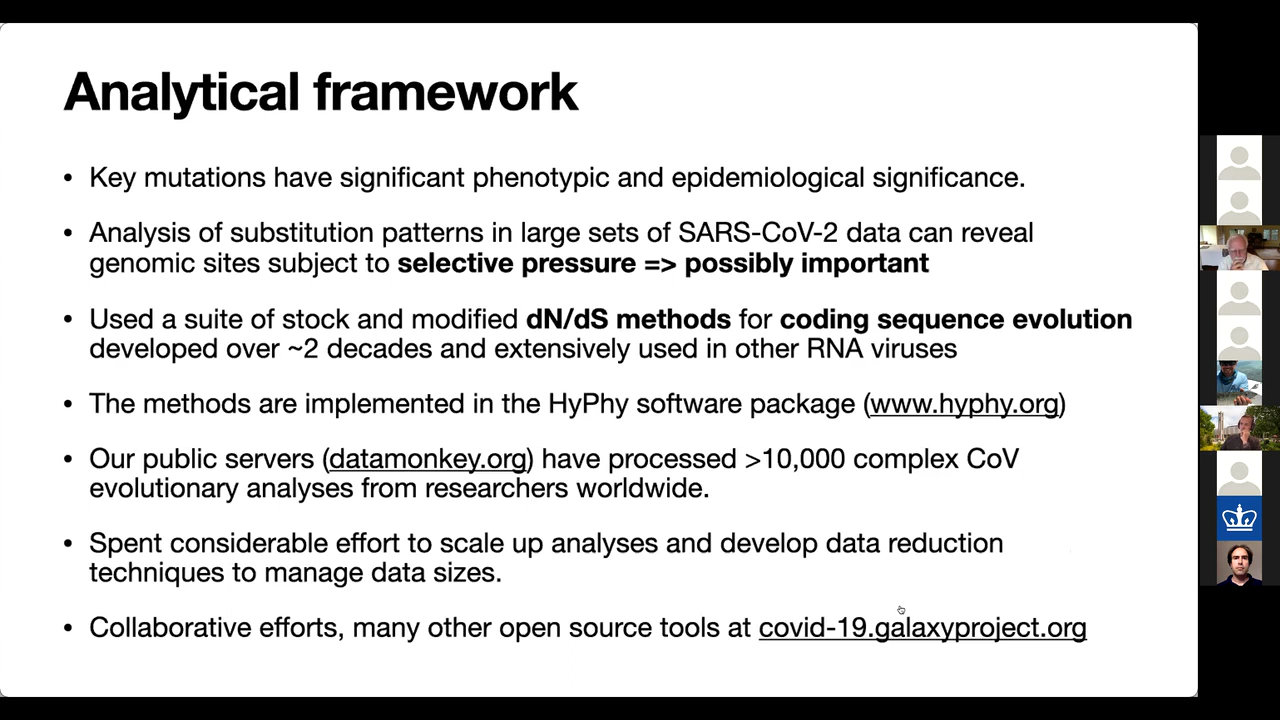 Analytical framework
• Key mutations have significant phenotypic and epidemiological significance.
• Analysis of substitution patterns in large sets of SARS-CoV-2 data can reveal
genomic sites subject to selective pressure => possibly important
• Used a suite of stock and modified dN/dS methods for coding sequence evolution
developed over ~2 decades and extensively used in other RNA viruses
• The methods are implemented in the HyPhy software package (www.hyphy.org)
• Our public servers (datamonkey.org) have processed >10,000 complex CoV
evolutionary analyses from researchers worldwide.
• Spent considerable effort to scale up analyses and develop data reduction
techniques to manage data sizes.
• Collaborative efforts, many other open source tools at covid-19.galaxyproject.org